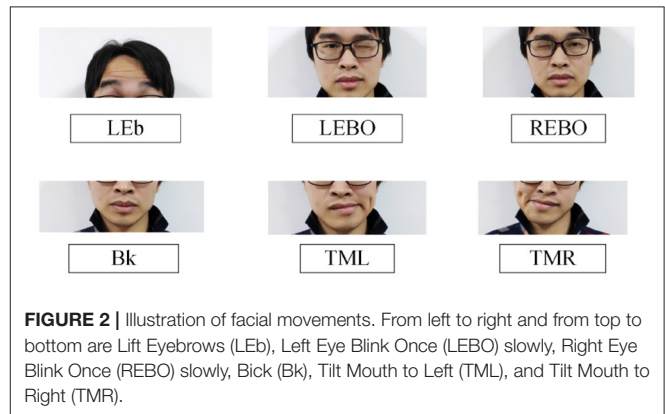 LEb
LEBO
REBO
Bk
TML
TMR
FIGURE 2 | Illustration of facial movements. From left to right and from top to
bottom are Lift Eyebrows (LEb), Left Eye Blink Once (LEBO) slowly, Right Eye
Blink Once (REBO) slowly, Bick (Bk), Tilt Mouth to Left (TML), and Tilt Mouth to
Right (TMR).